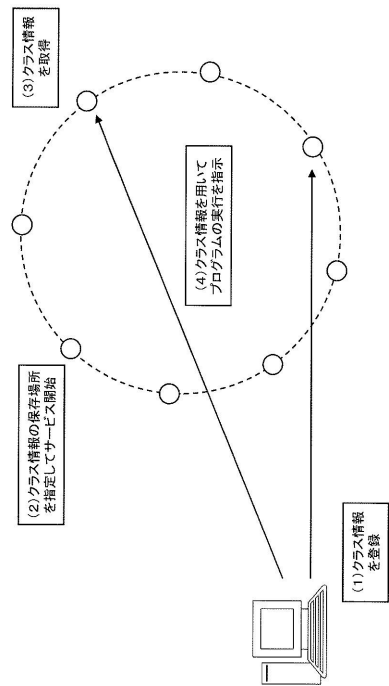 (1)クラス情報
を登録
(2)クラス情報の保存場所
を指定してサービス開始
(3)クラス情報
を取得
(4)クラス情報を用いて
プログラムの実行を指示